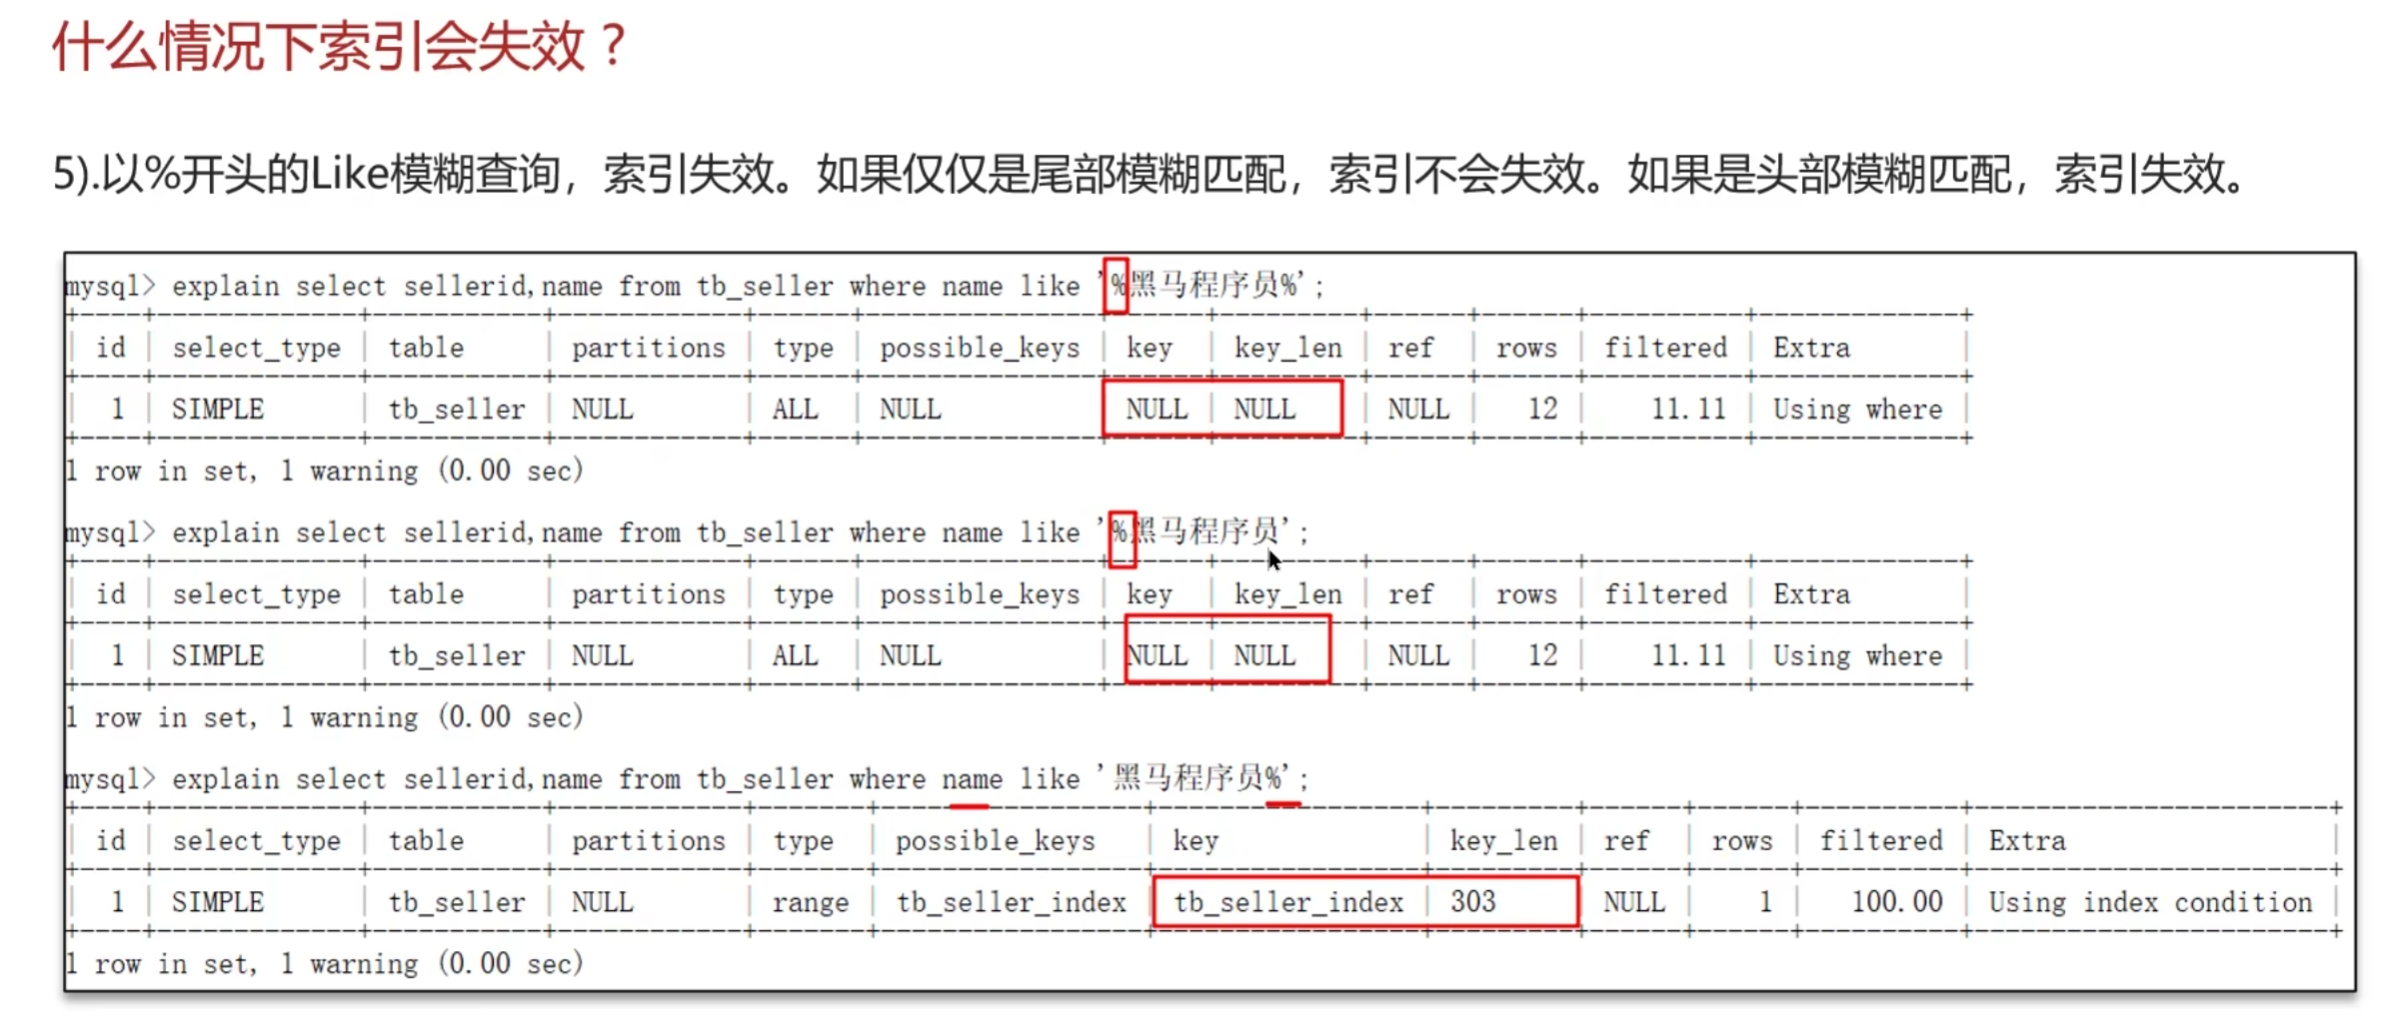 什么情况下索引会失效？
5).以%开头的Like模糊查询，索引失效。如果仅仅是尾部模糊匹配，索引不会失效。如果是头部模糊匹配，索引失效。
mysql> explain select sellerid,name from tb_seller where name like '%黑马程序员%';
| id | select_type | table | partitions | type | possible_keys | key | key_len | ref | rows | filtered | Extra |
| 1 | SIMPLE | tb_seller | NULL | ALL | NULL | NULL | NULL | NULL | 12 | 11.11 | Using where |
1 row in set, 1 warning (0.00 sec)
mysql> explain select sellerid,name from tb_seller where name like '%黑马程序员';
| id | select_type | table | partitions | type | possible_keys | key | key_len | ref | rows | filtered | Extra |
| 1 | SIMPLE | tb_seller | NULL | ALL | NULL | NULL | NULL | NULL | 12 | 11.11 | Using where |
1 row in set, 1 warning (0.00 sec)
mysql> explain select sellerid,name from tb_seller where name like '黑马程序员%';
| id | select_type | table | partitions | type | possible_keys | key | key_len | ref | rows | filtered | Extra |
| 1 | SIMPLE | tb_seller | NULL | range | tb_seller_index | tb_seller_index | 303 | NULL | 1 | 100.00 | Using index condition |
1 row in set, 1 warning (0.00 sec)